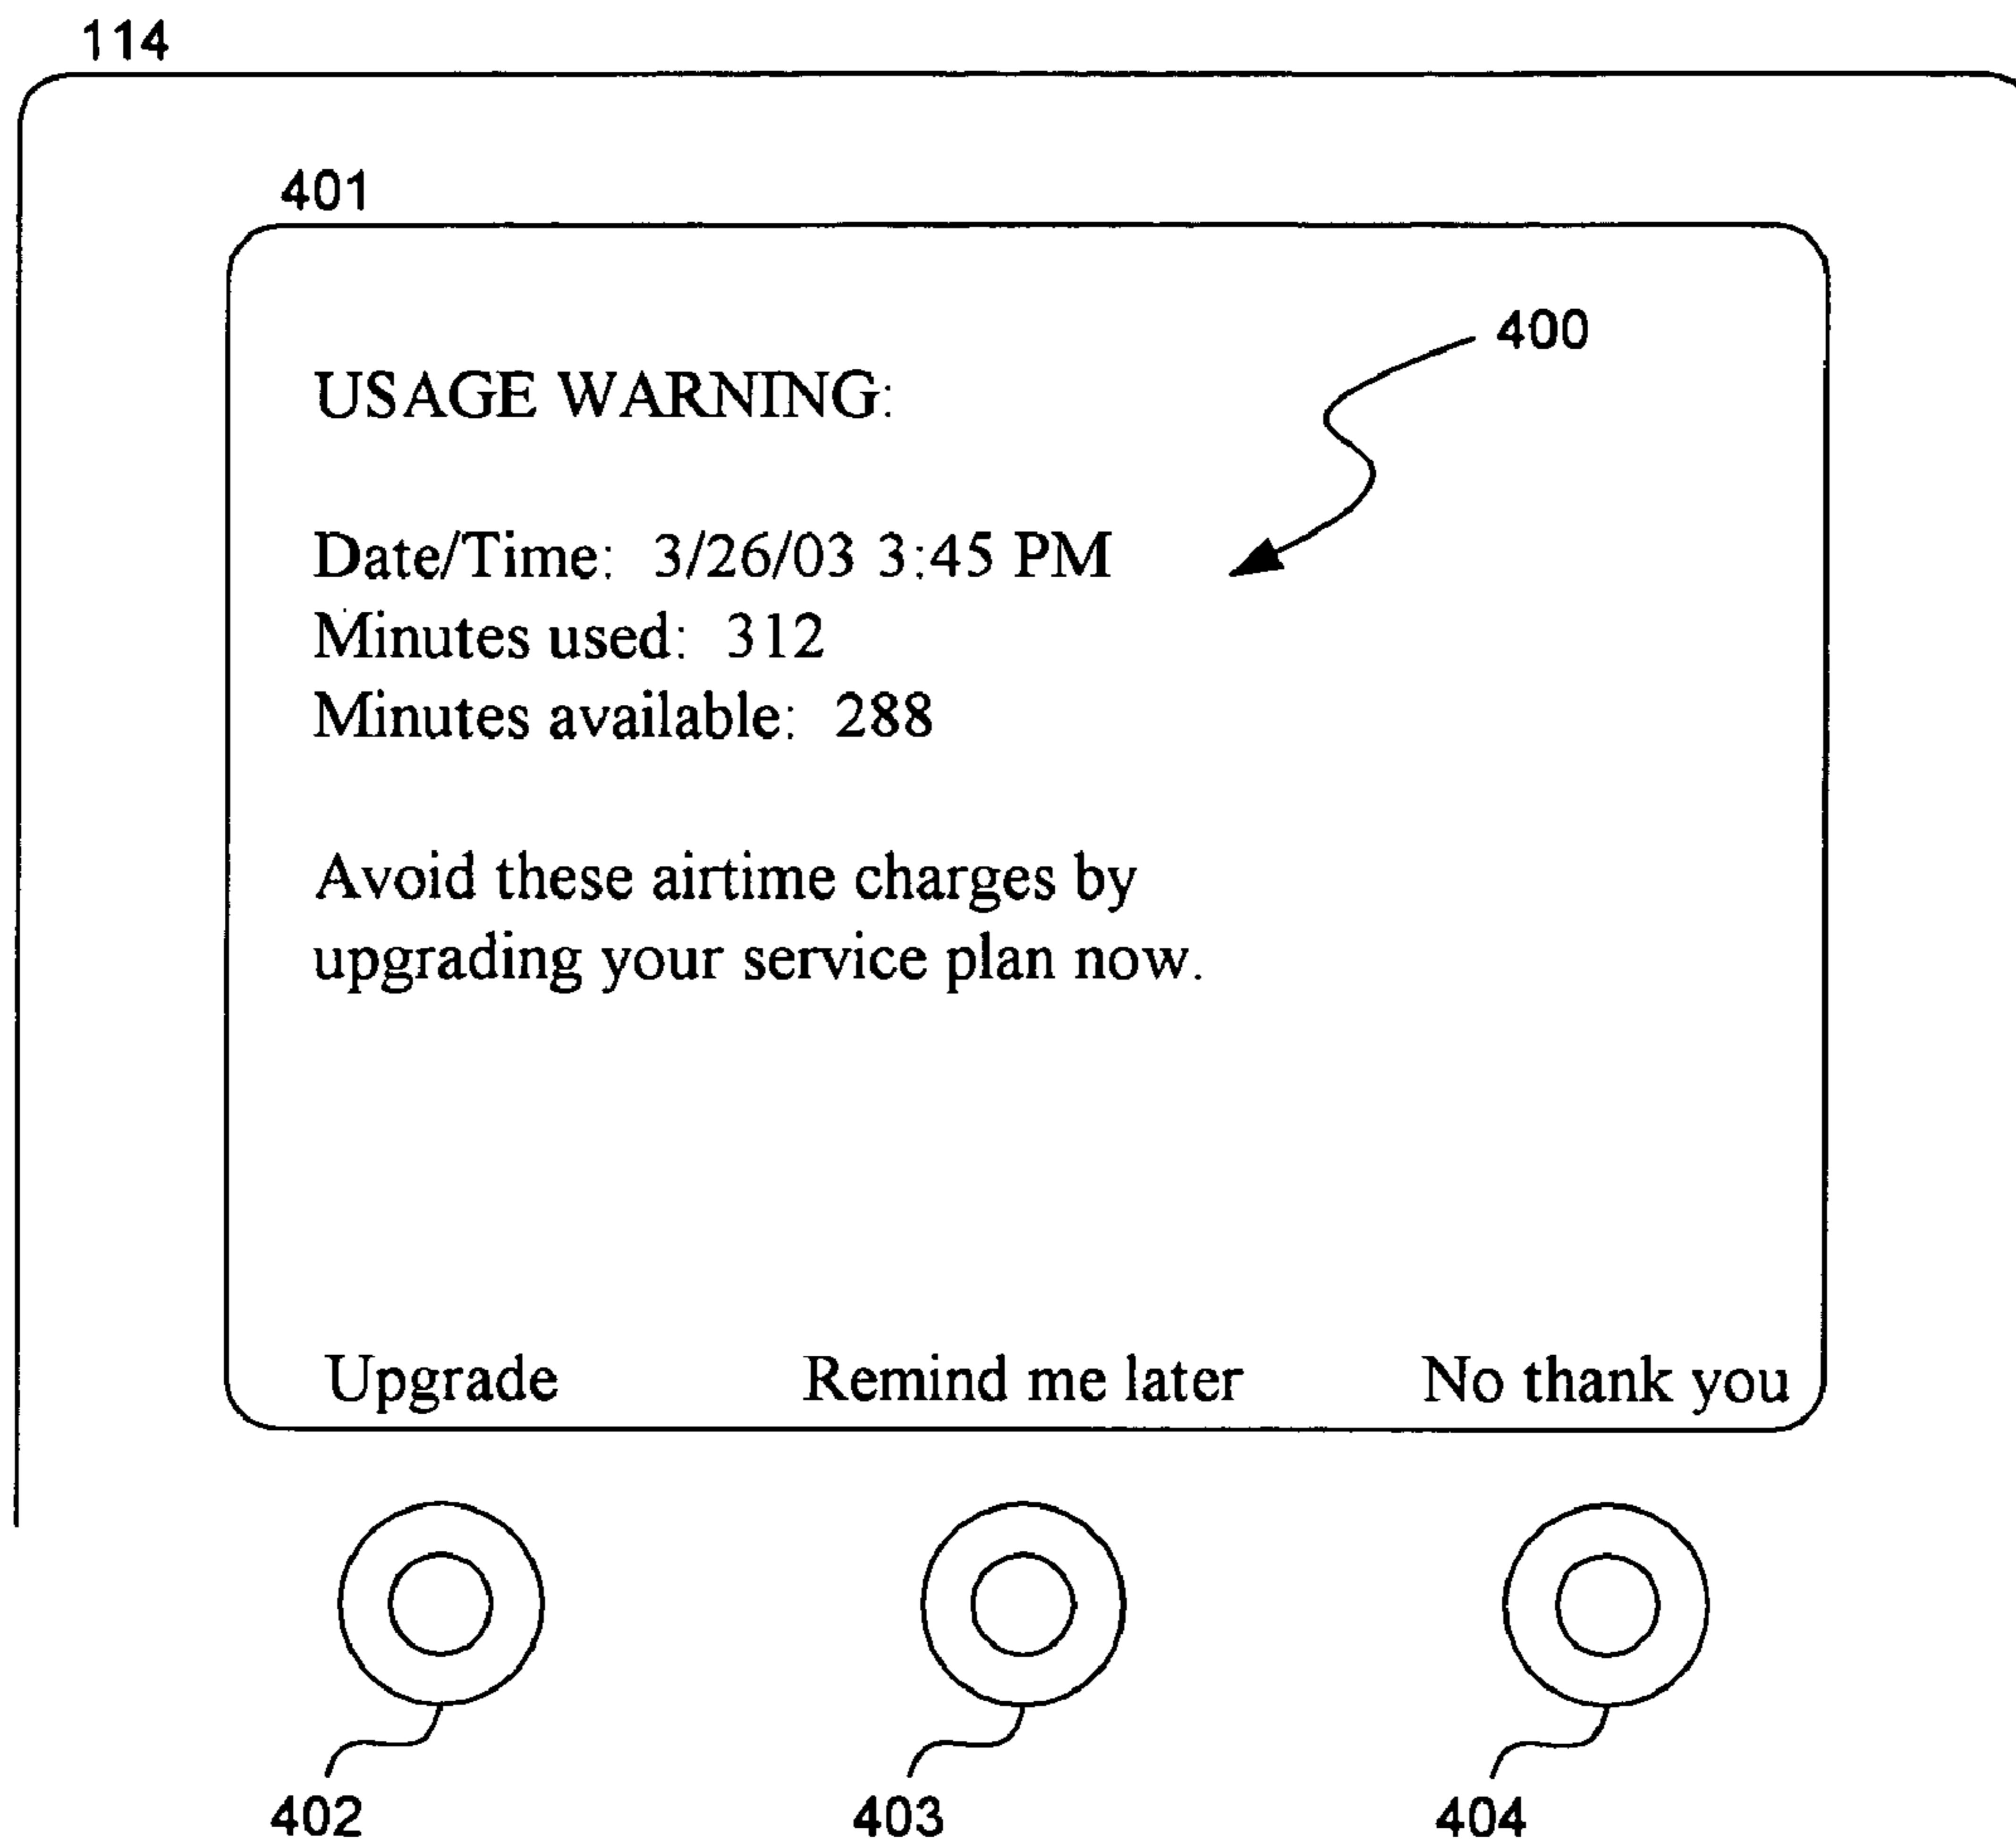 114
401
400
USAGE WARNING:
Date/Time: 3/26/03 3:45 PM
Minutes used: 312
Minutes available: 288
Avoid these airtime charges by
upgrading your service plan now.
Upgrade Remind me later No thank you
402 403 404